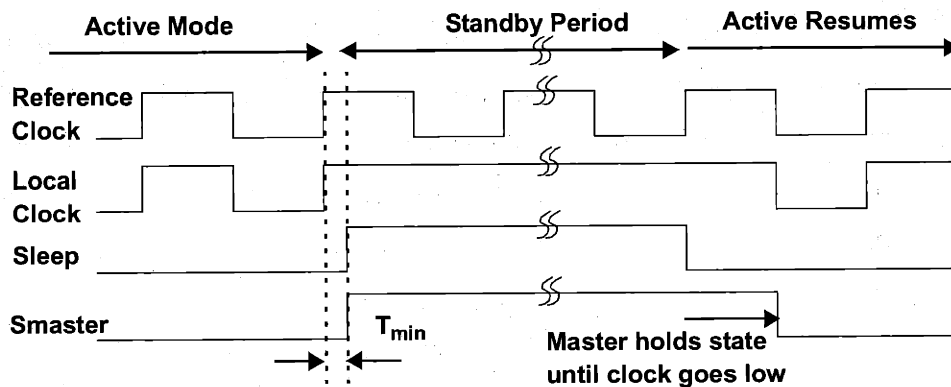 Active Mode
Standby Period
Active Resumes
Reference
Clock
Local
Clock
Sleep
Smaster
Tmin
Master holds state
until clock goes low